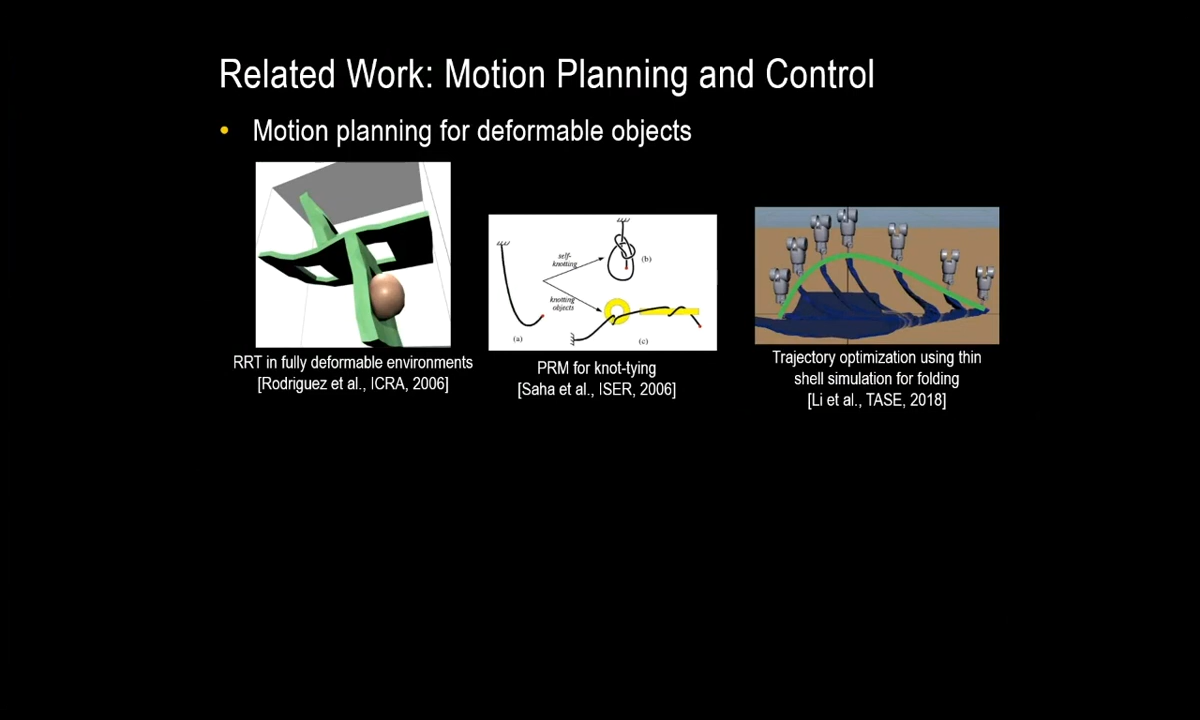 Related Work: Motion Planning and Control
• Motion planning for deformable objects
self-
knotting
(b)
knotting
objects
(a)
(c)
RRT in fully deformable environments
[Rodriguez et al., ICRA, 2006]
PRM for knot-tying
[Saha et al., ISER, 2006]
Trajectory optimization using thin
shell simulation for folding
[Li et al., TASE, 2018]